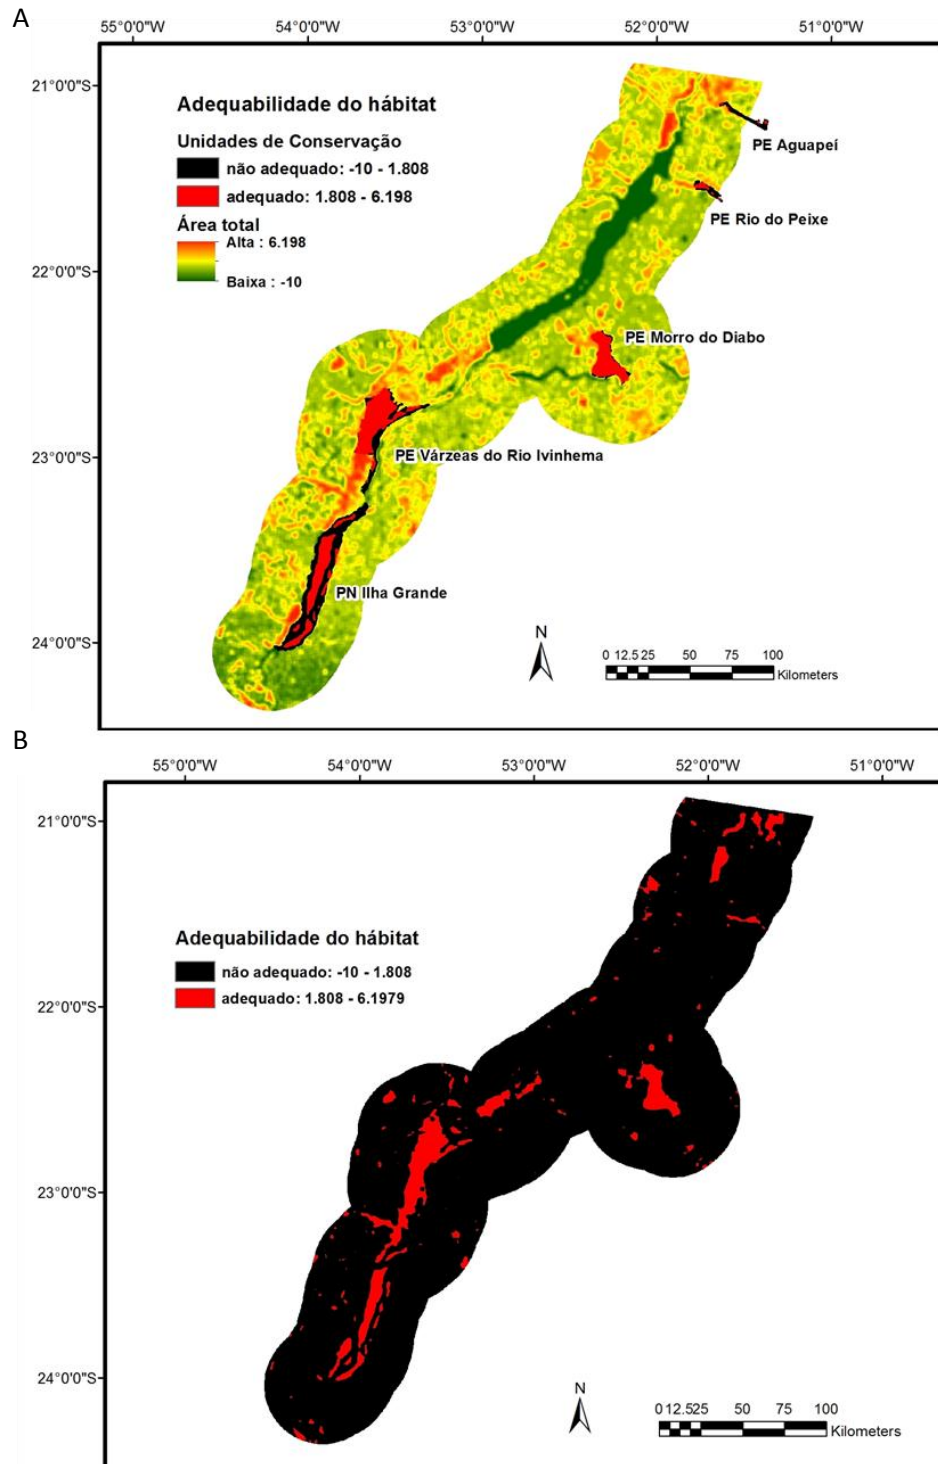 A
55°0'0"W 54°0'0"W 53°0'0"W 52°0'0"W 51°0'0"W
21°0'0"S
Adequabilidade do hábitat
Unidades de Conservação
não adequado: -10 - 1.808
adequado: 1.808 - 6.198
Área total
Alta : 6.198
Baixa : -10
PE Aguapeí
PE Rio do Peixe
22°0'0"S
PE Morro do Diabo
23°0'0"S
PE Várzeas do Rio Ivinhema
PN Ilha Grande
24°0'0"S
N
0 12.5 25 50 75 100
Kilometers
B
55°0'0"W 54°0'0"W 53°0'0"W 52°0'0"W 51°0'0"W
21°0'0"S
Adequabilidade do hábitat
não adequado: -10 - 1.808
adequado: 1.808 - 6.1979
22°0'0"S
23°0'0"S
24°0'0"S
N
0 12.525 50 75 100
Kilometers